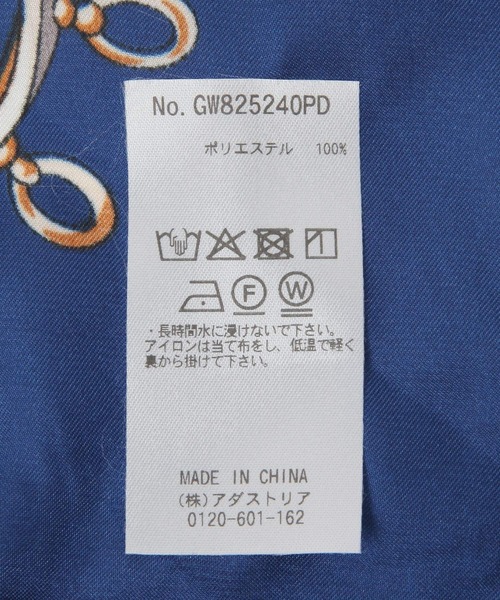 No. GW825240PD
ポリエステル 100%
F W
・長時間水に浸けないで下さい。
アイロンは当て布をし、低温で軽く
裏から掛けて下さい。
MADE IN CHINA
(株)アダストリア
0120-601-162